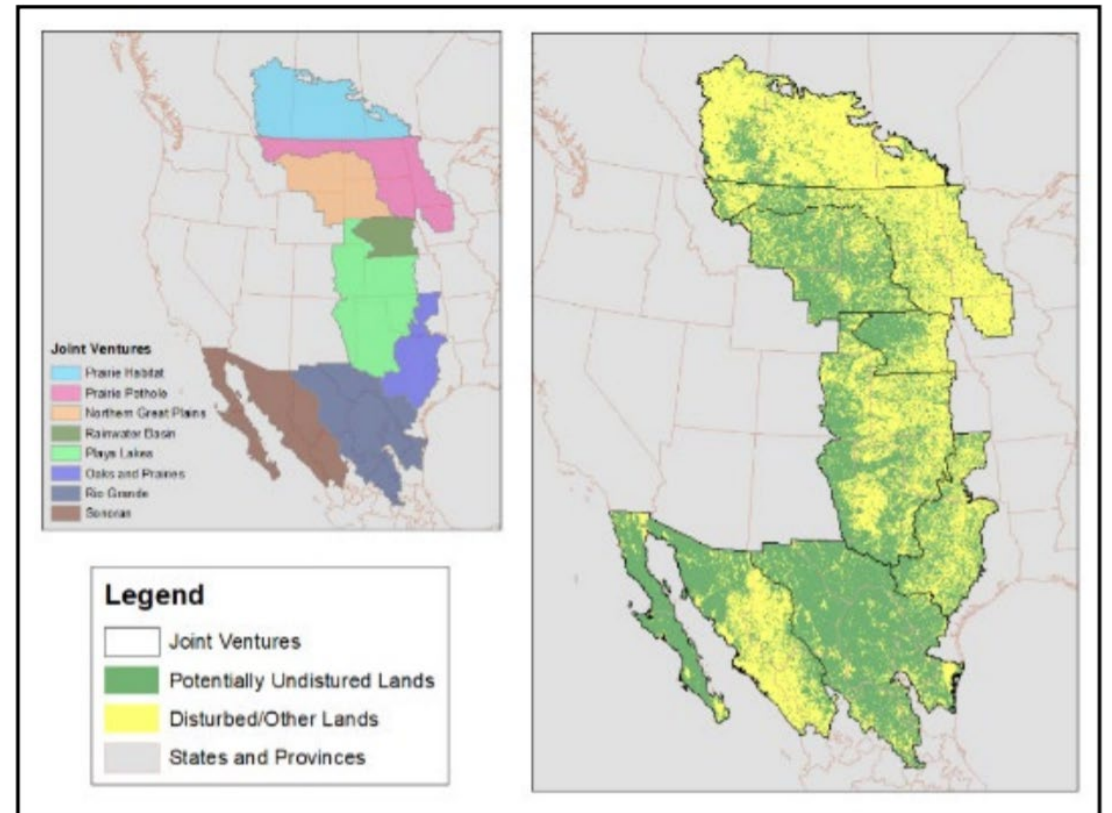 Joint Ventures
Prairie Habitat
Prairie Pothole
Northern Great Plains
Rainwater Basin
Playa Lakes
Oaks and Prairies
Rio Grande
Sonoran
Legend
Joint Ventures
Potentially Undistured Lands
Disturbed/Other Lands
States and Provinces